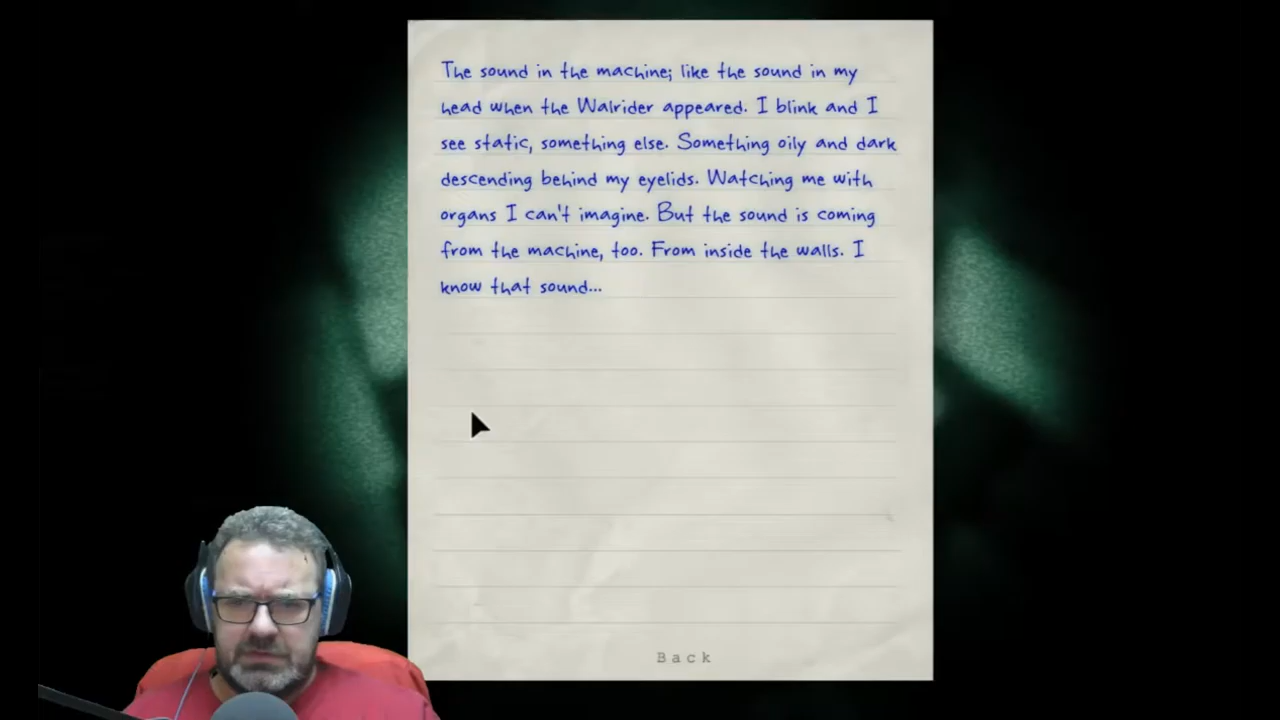 The sound in the machine; like the sound in my
head when the Walrider appeared. I blink and I
see static, something else. Something oily and dark
descending behind my eyelids. Watching me with
organs I can't imagine. But the sound is coming
from the machine, too. From inside the walls. I
know that sound...
Back